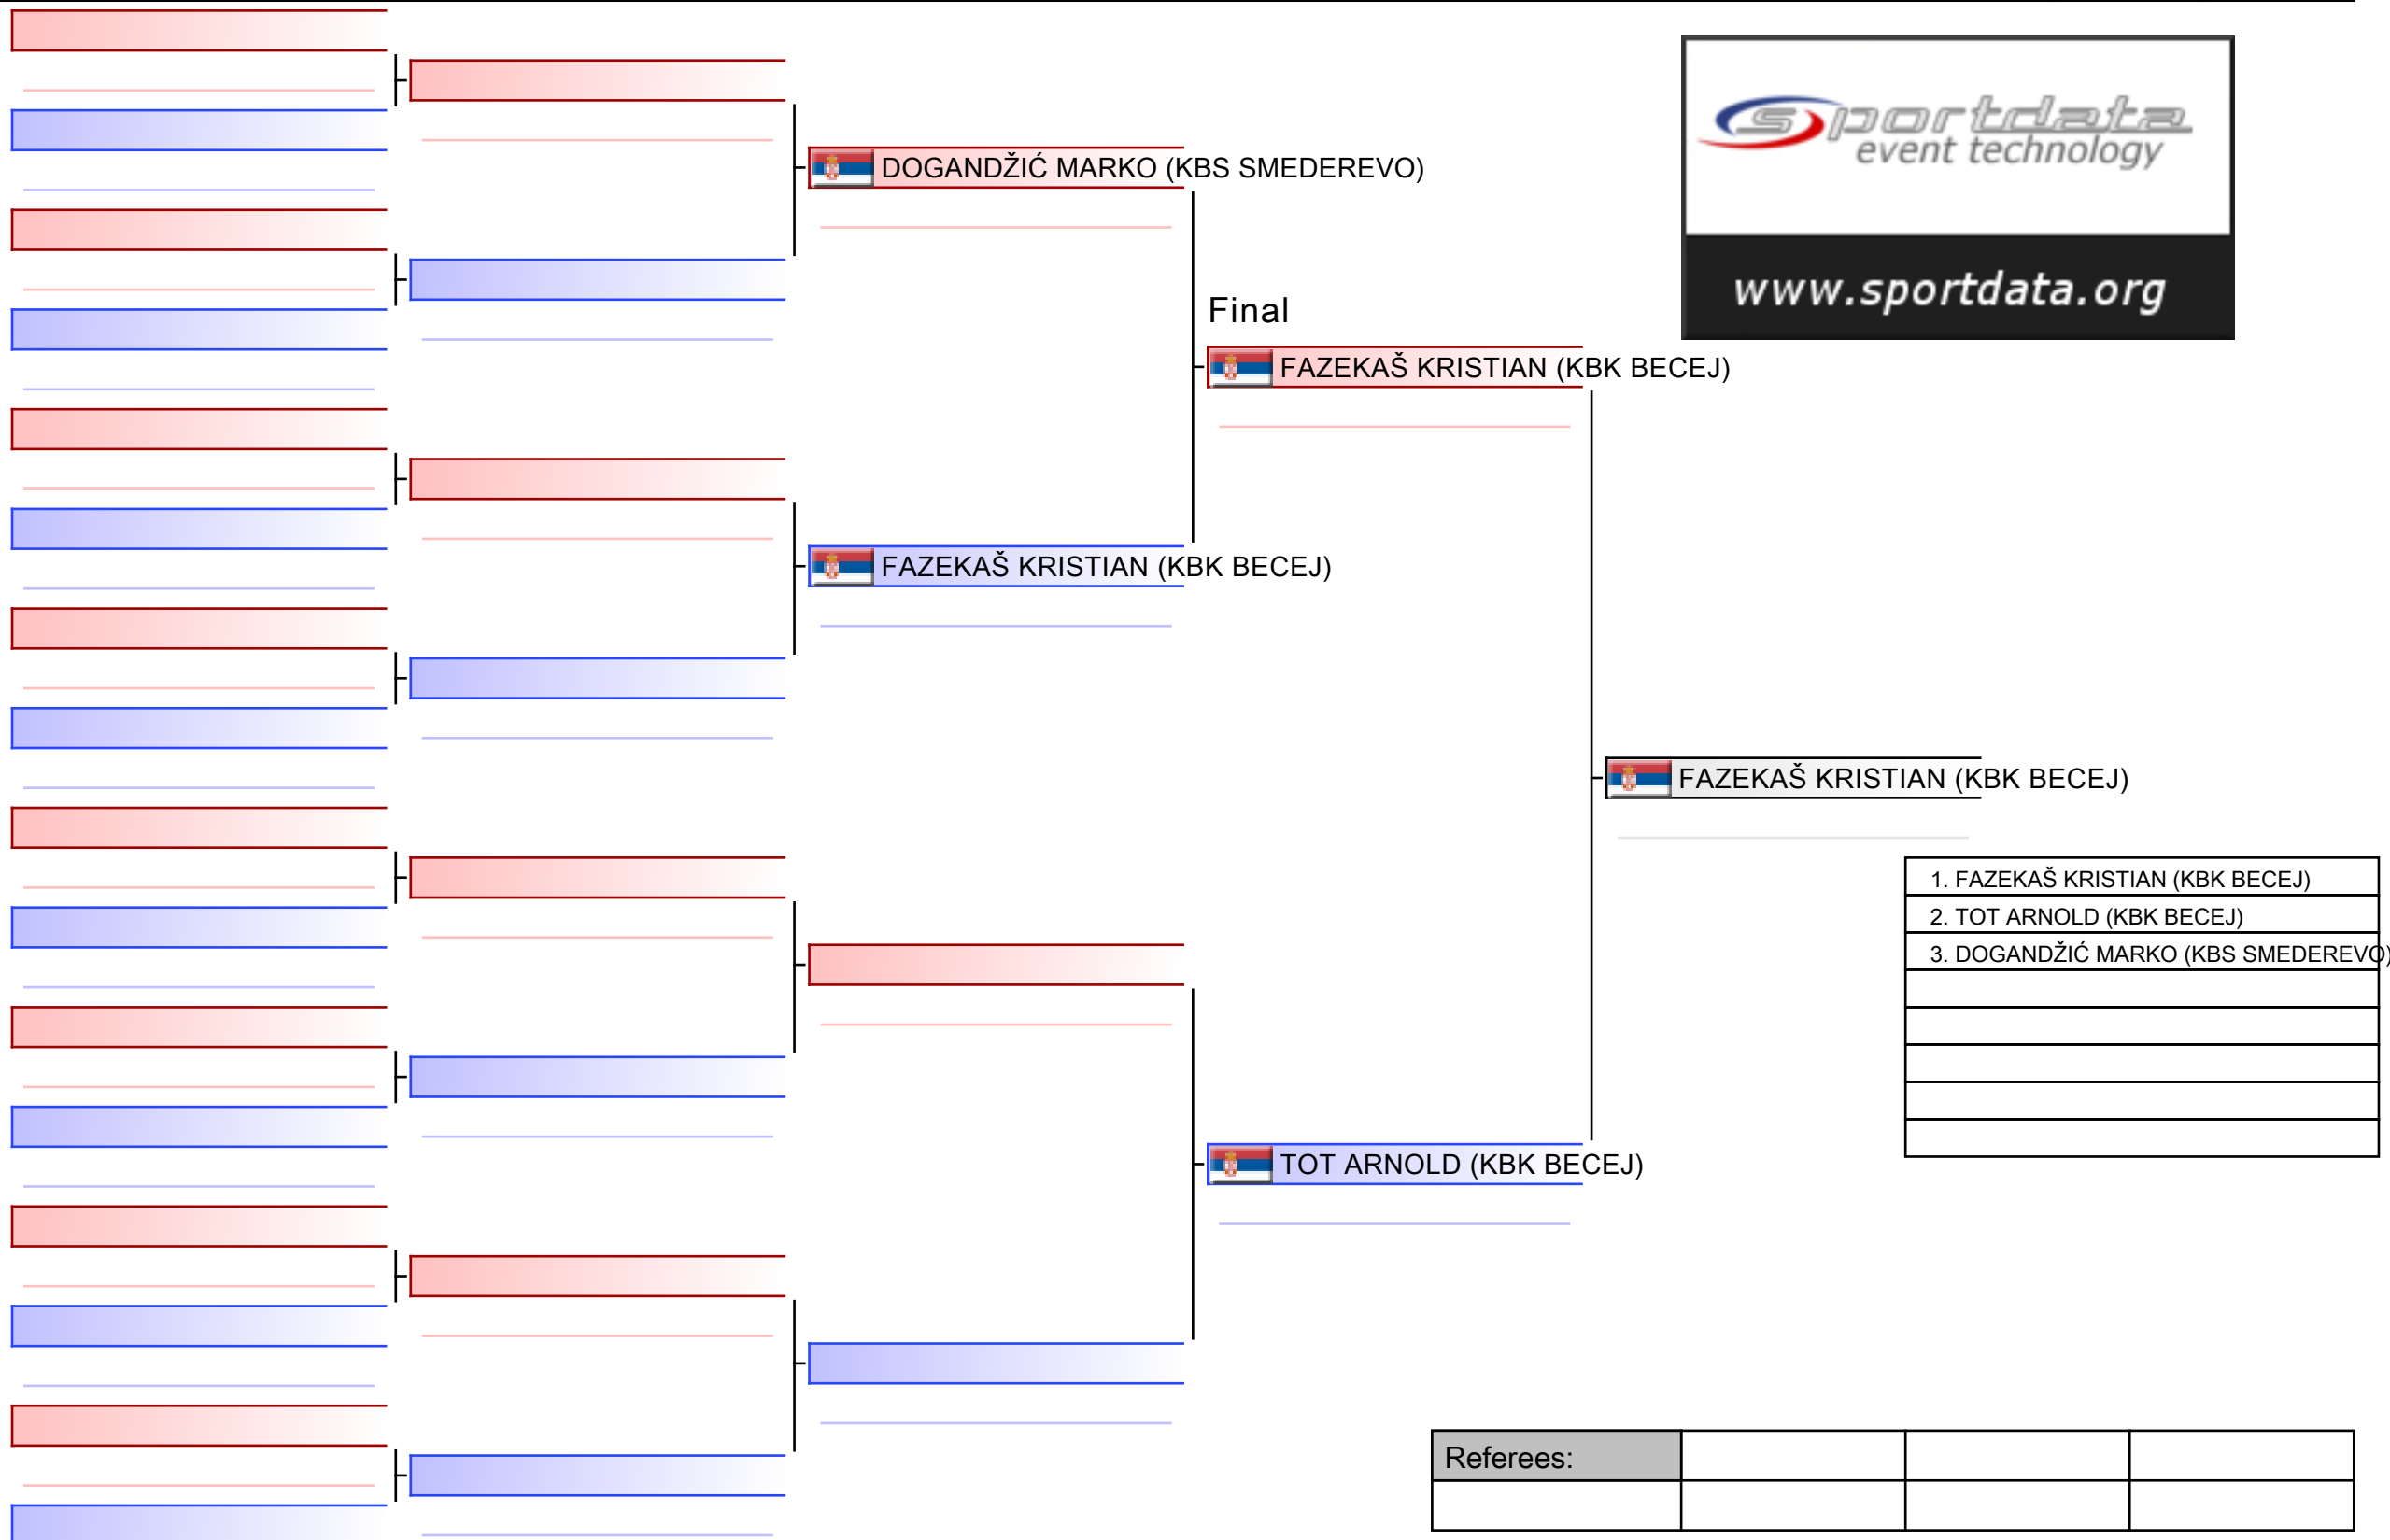 sportdata
event technology
www.sportdata.org
DOGANDŽIĆ MARKO (KBS SMEDEREVO)
Final
FAZEKAŠ KRISTIAN (KBK BECEJ)
FAZEKAŠ KRISTIAN (KBK BECEJ)
FAZEKAŠ KRISTIAN (KBK BECEJ)
1. FAZEKAŠ KRISTIAN (KBK BECEJ)
2. TOT ARNOLD (KBK BECEJ)
3. DOGANDŽIĆ MARKO (KBS SMEDEREVO)
TOT ARNOLD (KBK BECEJ)
Referees: